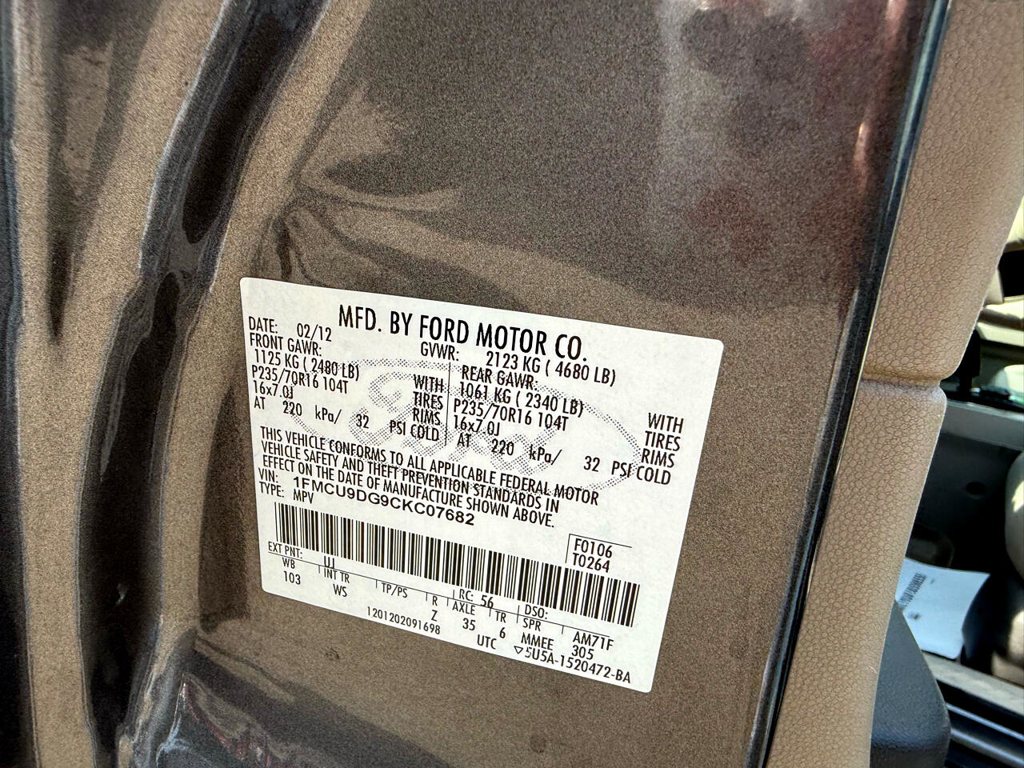 MFD. BY FORD MOTOR CO.
DATE: 02/12 GVWR: 2123 KG ( 4680 LB)
FRONT GAWR: REAR GAWR:
1125 KG ( 2480 LB) 1061 KG ( 2340 LB)
P235/70R16 104T WITH TIRES P235/70R16 104T WITH TIRES
16x7.0J RIMS 16x7.0J RIMS
AT 220 kPa/ 32 PSI COLD AT 220 kPa/ 32 PSI COLD
THIS VEHICLE CONFORMS TO ALL APPLICABLE FEDERAL MOTOR
VEHICLE SAFETY AND THEFT PREVENTION STANDARDS IN
EFFECT ON THE DATE OF MANUFACTURE SHOWN ABOVE.
VIN: 1FMCU9DG9CKC07682
TYPE: MPV
F0106
T0264
EXT PNT: UJ RC: 56 DSO:
WB INT TR TP/PS R AXLE TR SPR AM71F
103 WS Z 35 6 MMEE 305
1201202091698 UTC ▽5U5A-1520472-BA
Ford